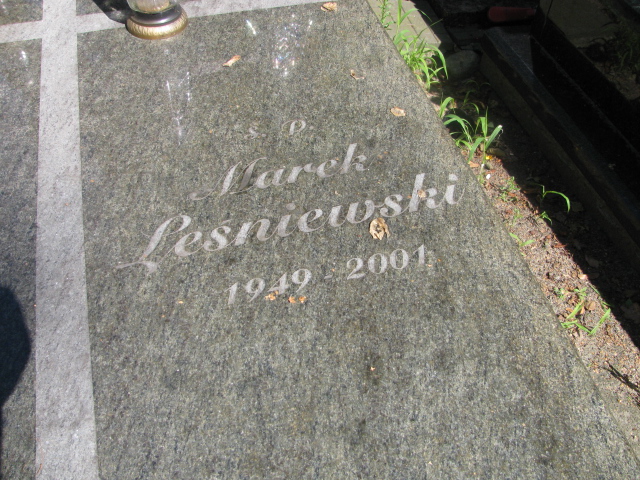 ś. P.
Marek
Leśniewski
1949 - 2001